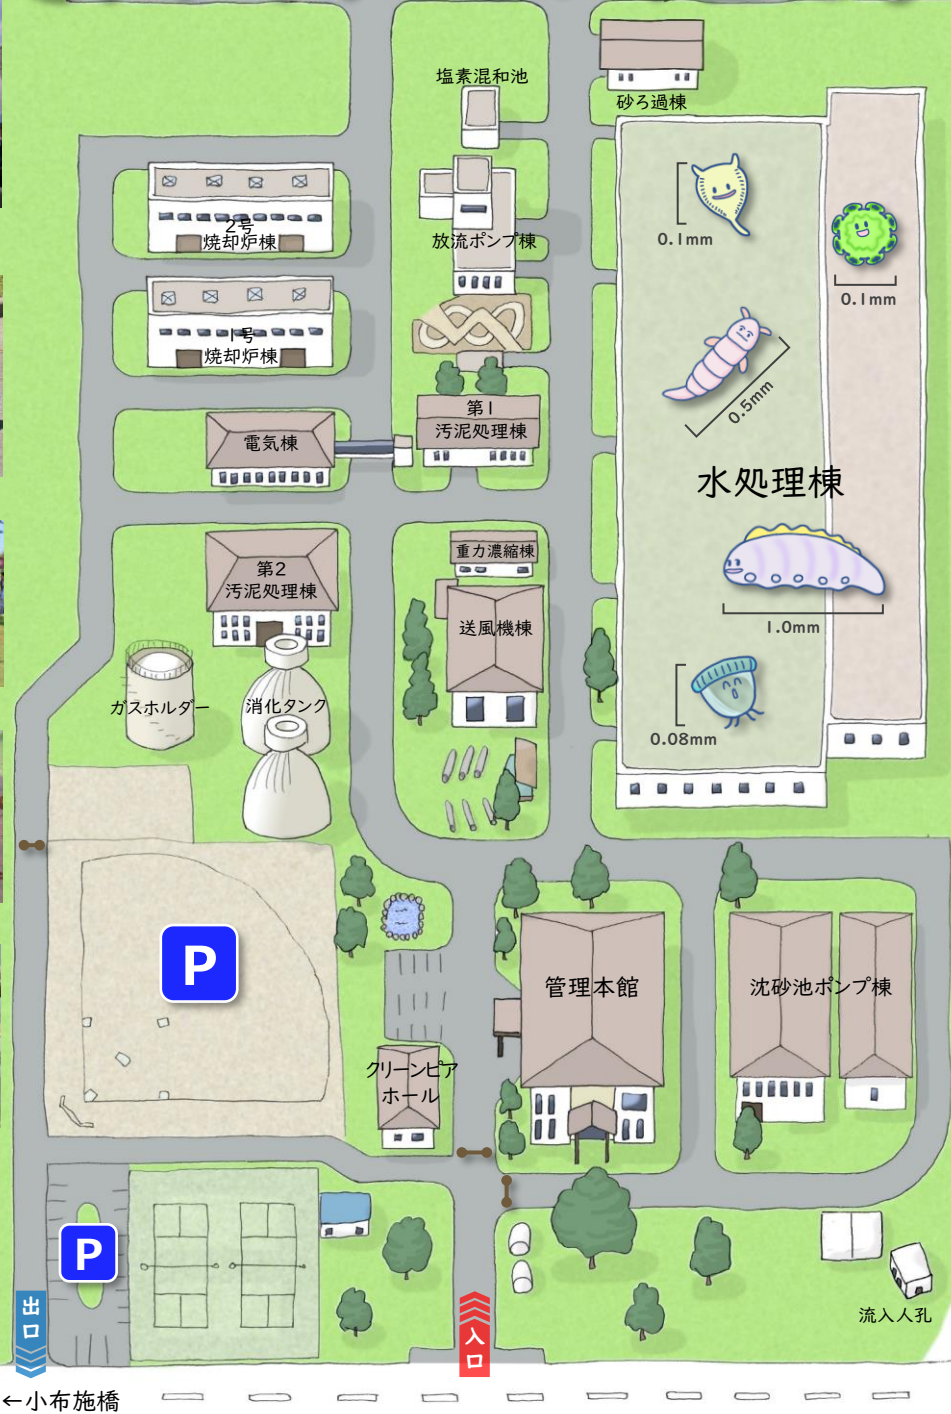 塩素混和池
砂ろ過棟
0.1mm
0.1mm
2号
焼却炉棟
放流ポンプ棟
1号
焼却炉棟
0.5mm
第1
汚泥処理棟
電気棟
水処理棟
重力濃縮棟
第2
汚泥処理棟
送風機棟
1.0mm
ガスホルダー
消化タンク
0.08mm
P
管理本館
沈砂池ポンプ棟
クリーンピア
ホール
P
出口
入口
流入人孔
←小布施橋